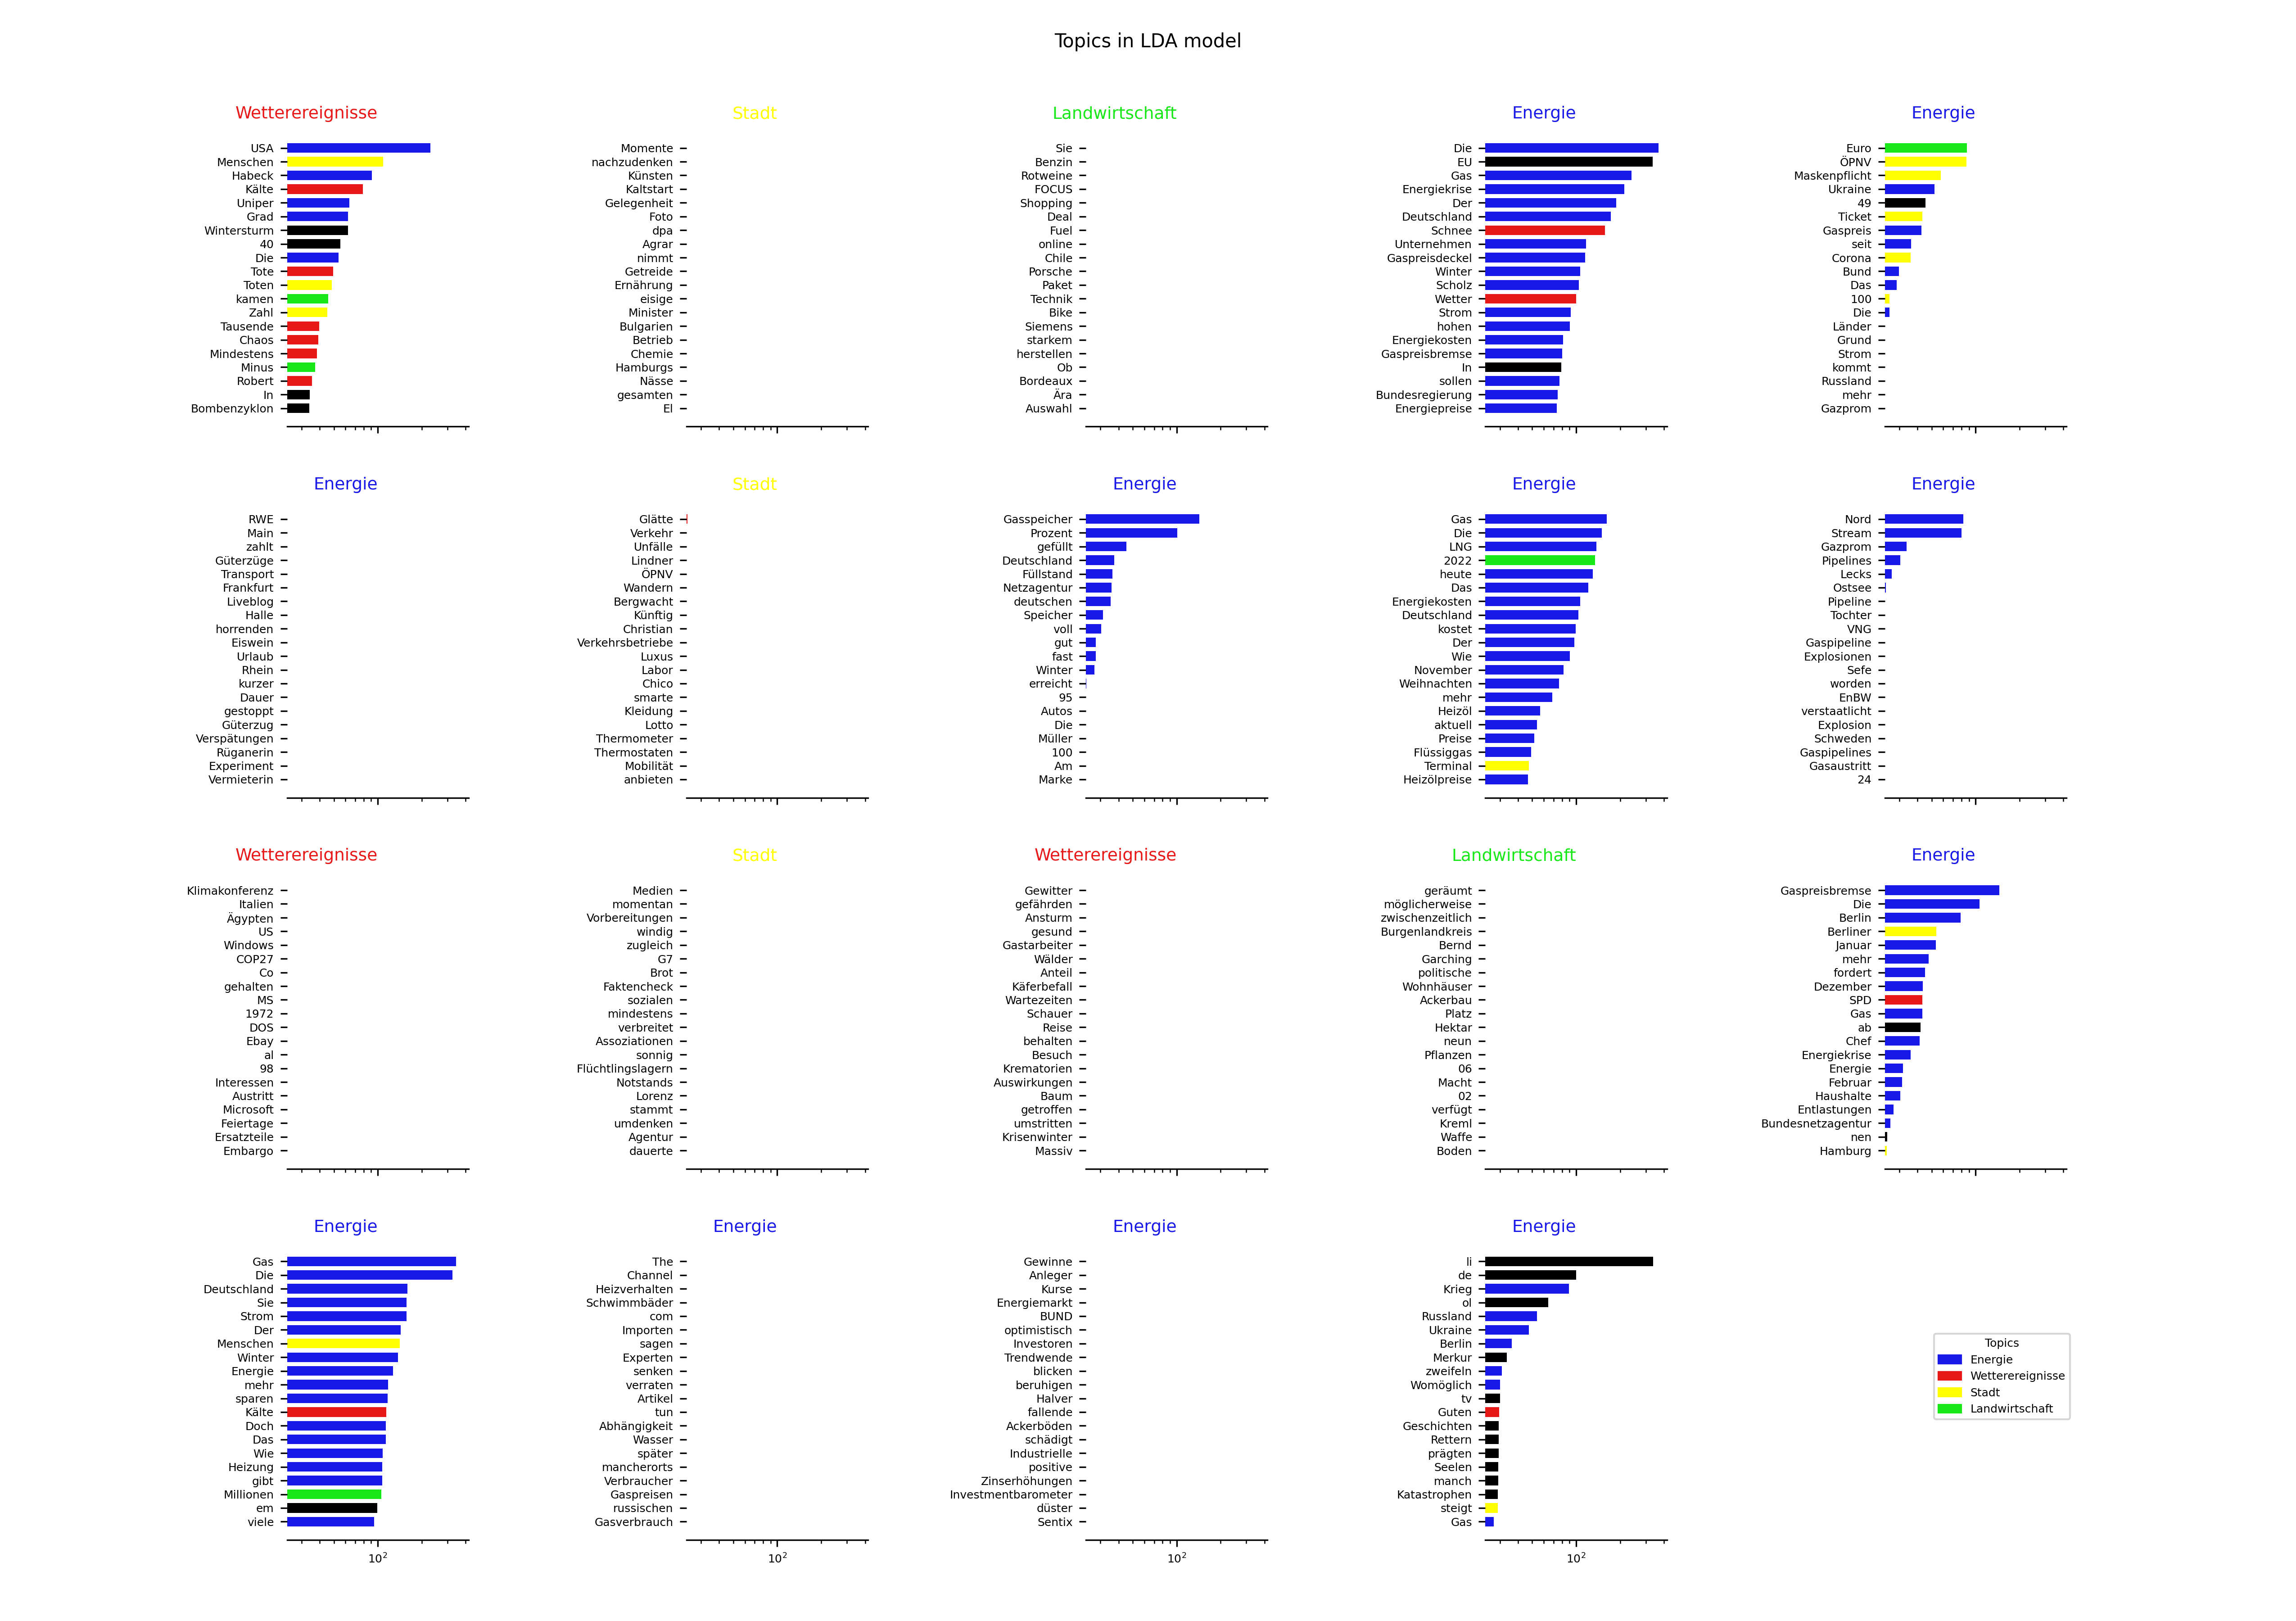 Topics in LDA model
Wetterereignisse
USA
Menschen
Habeck
Kälte
Uniper
Grad
Wintersturm
40
Die
Tote
Toten
kamen
Zahl
Tausende
Chaos
Mindestens
Minus
Robert
In
Bombenzyklon
Stadt
Momente
nachzudenken
Künsten
Kaltstart
Gelegenheit
Foto
dpa
Agrar
nimmt
Getreide
Ernährung
eisige
Minister
Bulgarien
Betrieb
Chemie
Hamburgs
Nässe
gesamten
El
Landwirtschaft
Sie
Benzin
Rotweine
FOCUS
Shopping
Deal
Fuel
online
Chile
Porsche
Paket
Technik
Bike
Siemens
starkem
herstellen
Ob
Bordeaux
Ära
Auswahl
Energie
Die
EU
Gas
Energiekrise
Der
Deutschland
Schnee
Unternehmen
Gaspreisdeckel
Winter
Scholz
Wetter
Strom
hohen
Energiekosten
Gaspreisbremse
In
sollen
Bundesregierung
Energiepreise
Energie
Euro
ÖPNV
Maskenpflicht
Ukraine
49
Ticket
Gaspreis
seit
Corona
Bund
Das
100
Die
Länder
Grund
Strom
kommt
Russland
mehr
Gazprom
Energie
RWE
Main
zahlt
Güterzüge
Transport
Frankfurt
Liveblog
Halle
horrenden
Eiswein
Urlaub
Rhein
kurzer
Dauer
gestoppt
Güterzug
Verspätungen
Rüganerin
Experiment
Vermieterin
Stadt
Glätte
Verkehr
Unfälle
Lindner
ÖPNV
Wandern
Bergwacht
Künftig
Christian
Verkehrsbetriebe
Luxus
Labor
Chico
smarte
Kleidung
Lotto
Thermometer
Thermostaten
Mobilität
anbieten
Energie
Gasspeicher
Prozent
gefüllt
Deutschland
Füllstand
Netzagentur
deutschen
Speicher
voll
gut
fast
Winter
erreicht
95
Autos
Die
Müller
100
Am
Marke
Energie
Gas
Die
LNG
2022
heute
Das
Energiekosten
Deutschland
kostet
Der
Wie
November
Weihnachten
mehr
Heizöl
aktuell
Preise
Flüssiggas
Terminal
Heizölpreise
Energie
Nord
Stream
Gazprom
Pipelines
Lecks
Ostsee
Pipeline
Tochter
VNG
Gaspipeline
Explosionen
Sefe
worden
EnBW
verstaatlicht
Explosion
Schweden
Gaspipelines
Gasaustritt
24
Wetterereignisse
Klimakonferenz
Italien
Ägypten
US
Windows
COP27
Co
gehalten
MS
1972
DOS
Ebay
al
98
Interessen
Austritt
Microsoft
Feiertage
Ersatzteile
Embargo
Stadt
Medien
momentan
Vorbereitungen
windig
zugleich
G7
Brot
Faktencheck
sozialen
mindestens
verbreitet
Assoziationen
sonnig
Flüchtlingslagern
Notstands
Lorenz
stammt
umdenken
Agentur
dauerte
Wetterereignisse
Gewitter
gefährden
Ansturm
gesund
Gastarbeiter
Wälder
Anteil
Käferbefall
Wartezeiten
Schauer
Reise
behalten
Besuch
Krematorien
Auswirkungen
Baum
getroffen
umstritten
Krisenwinter
Massiv
Landwirtschaft
geräumt
möglicherweise
zwischenzeitlich
Burgenlandkreis
Bernd
Garching
politische
Wohnhäuser
Ackerbau
Platz
Hektar
neun
Pflanzen
06
Macht
02
verfügt
Kreml
Waffe
Boden
Energie
Gaspreisbremse
Die
Berlin
Berliner
Januar
mehr
fordert
Dezember
SPD
Gas
ab
Chef
Energiekrise
Energie
Februar
Haushalte
Entlastungen
Bundesnetzagentur
nen
Hamburg
Energie
Gas
Die
Deutschland
Sie
Strom
Der
Menschen
Winter
Energie
mehr
sparen
Kälte
Doch
Das
Wie
Heizung
gibt
Millionen
em
viele
10²
Energie
The
Channel
Heizverhalten
Schwimmbäder
com
Importen
sagen
Experten
senken
verraten
Artikel
tun
Abhängigkeit
Wasser
später
mancherorts
Verbraucher
Gaspreisen
russischen
Gasverbrauch
10²
Energie
Gewinne
Anleger
Kurse
Energiemarkt
BUND
optimistisch
Investoren
Trendwende
blicken
beruhigen
Halver
fallende
Ackerböden
schädigt
Industrielle
positive
Zinserhöhungen
Investmentbarometer
düster
Sentix
10²
Energie
li
de
Krieg
ol
Russland
Ukraine
Berlin
Merkur
zweifeln
Womöglich
tv
Guten
Geschichten
Rettern
prägten
Seelen
manch
Katastrophen
steigt
Gas
10²
Topics
Energie
Wetterereignisse
Stadt
Landwirtschaft